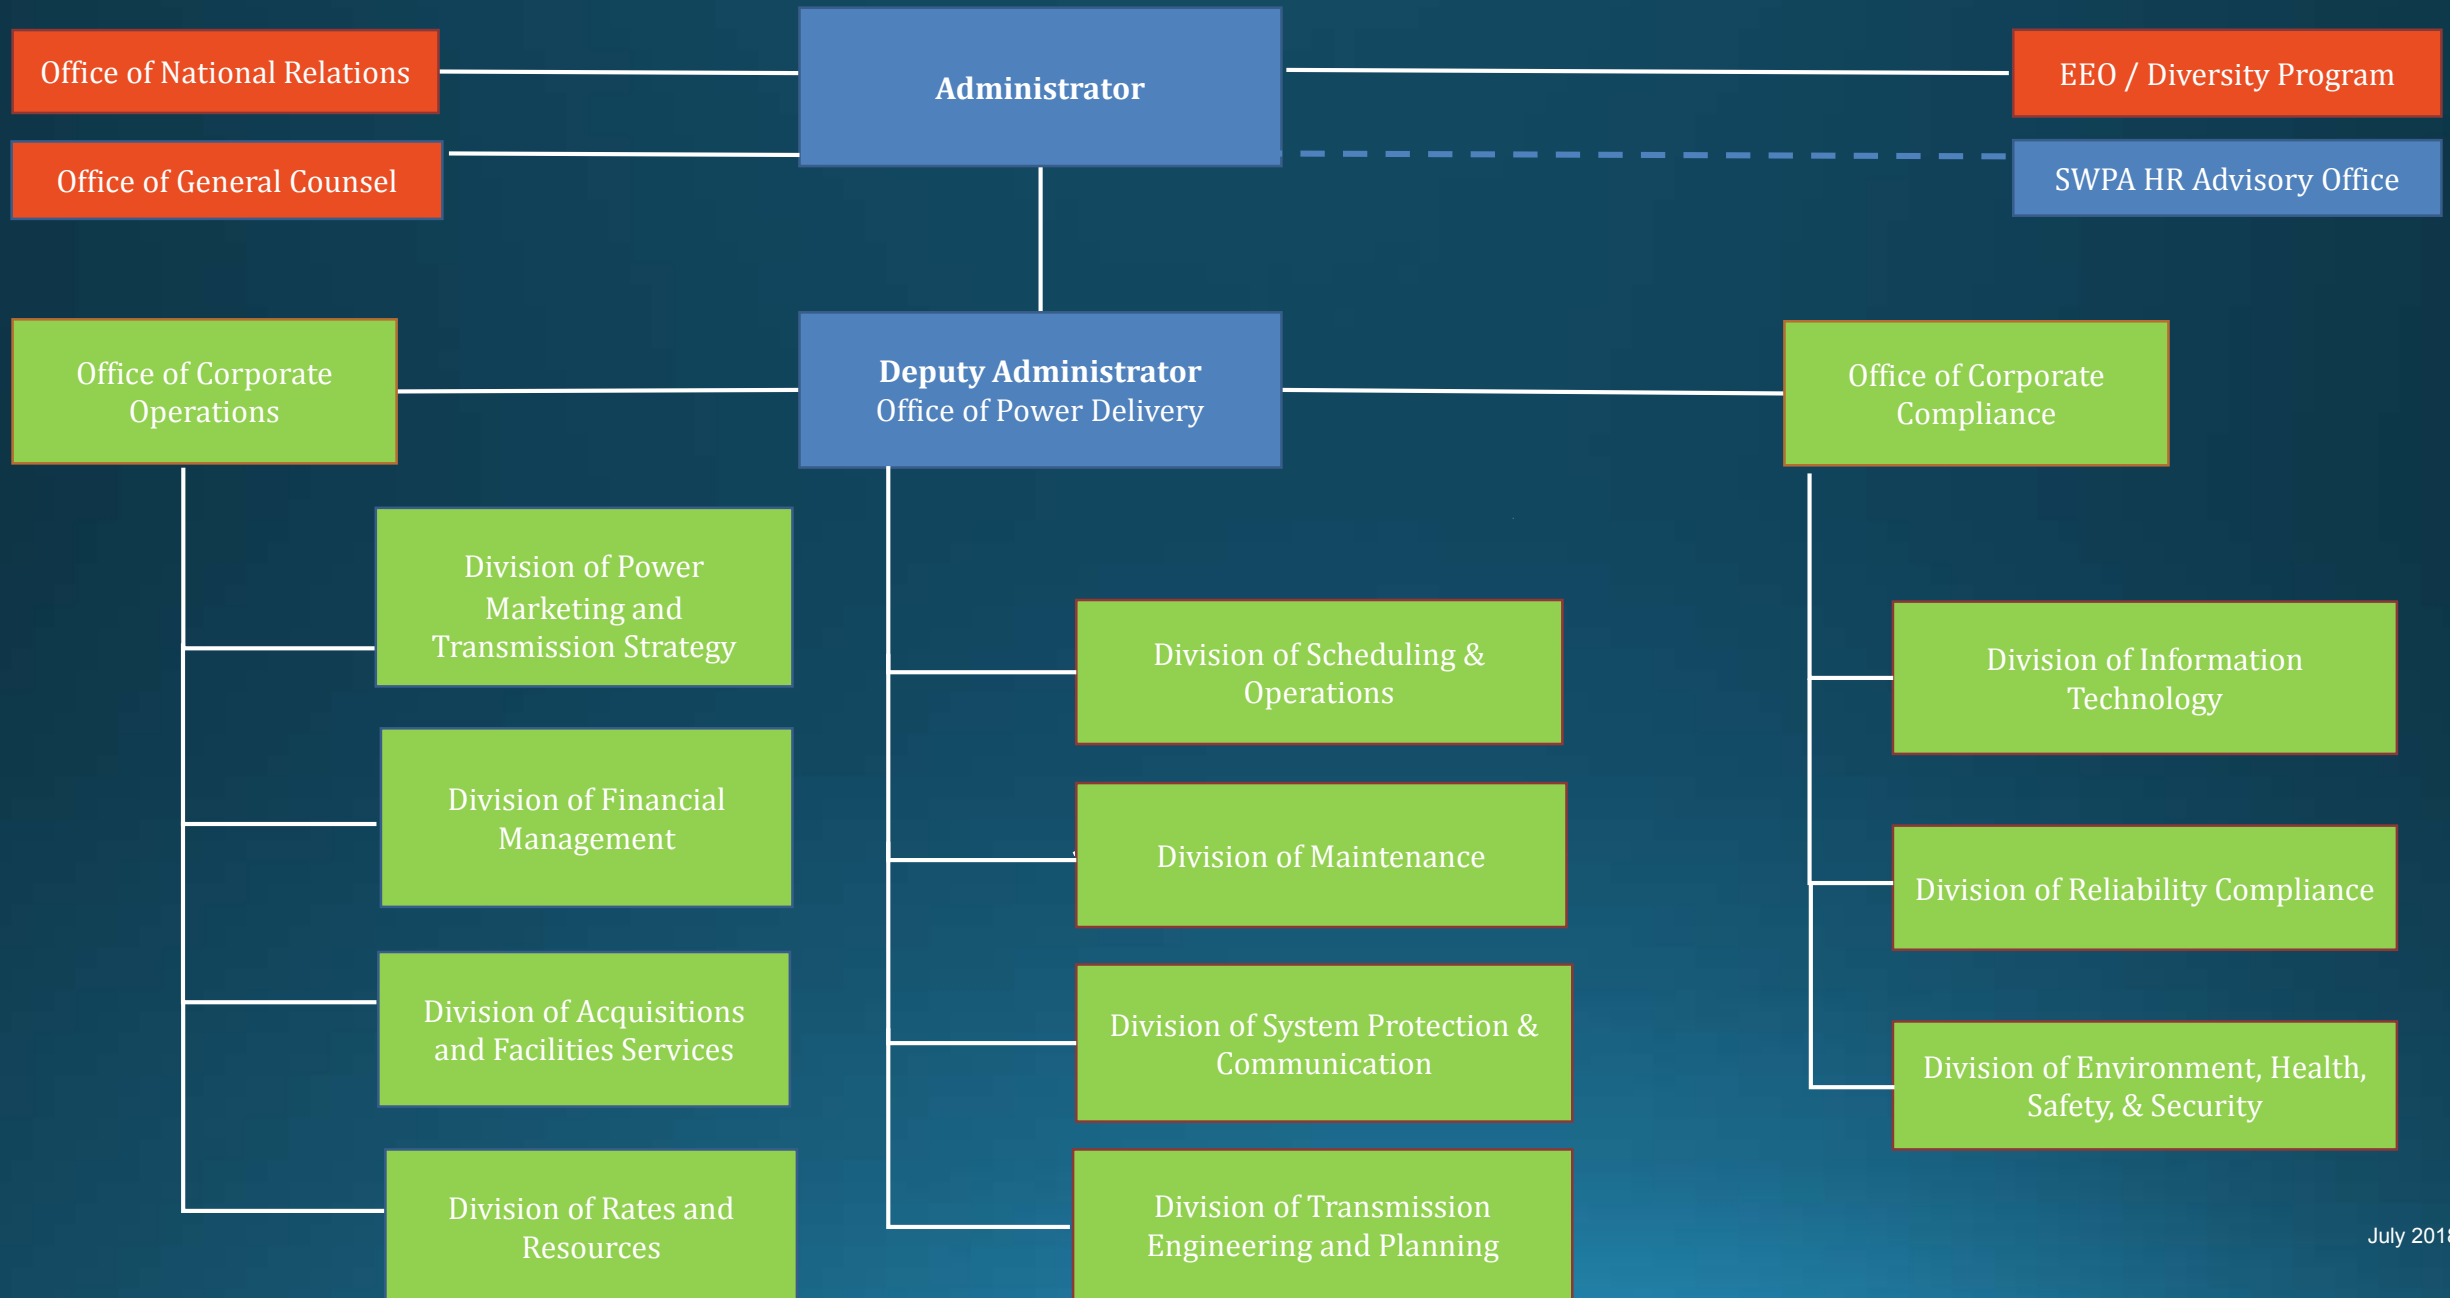 Office of National Relations
Administrator
EEO / Diversity Program
Office of General Counsel
SWPA HR Advisory Office
Office of Corporate
Operations
Deputy Administrator
Office of Power Delivery
Office of Corporate
Compliance
Division of Power
Marketing and
Transmission Strategy
Division of Financial
Management
Division of Acquisitions
and Facilities Services
Division of Rates and
Resources
Division of Scheduling &
Operations
Division of Maintenance
Division of System Protection &
Communication
Division of Transmission
Engineering and Planning
Division of Information
Technology
Division of Reliability Compliance
Division of Environment, Health,
Safety, & Security
July 2018